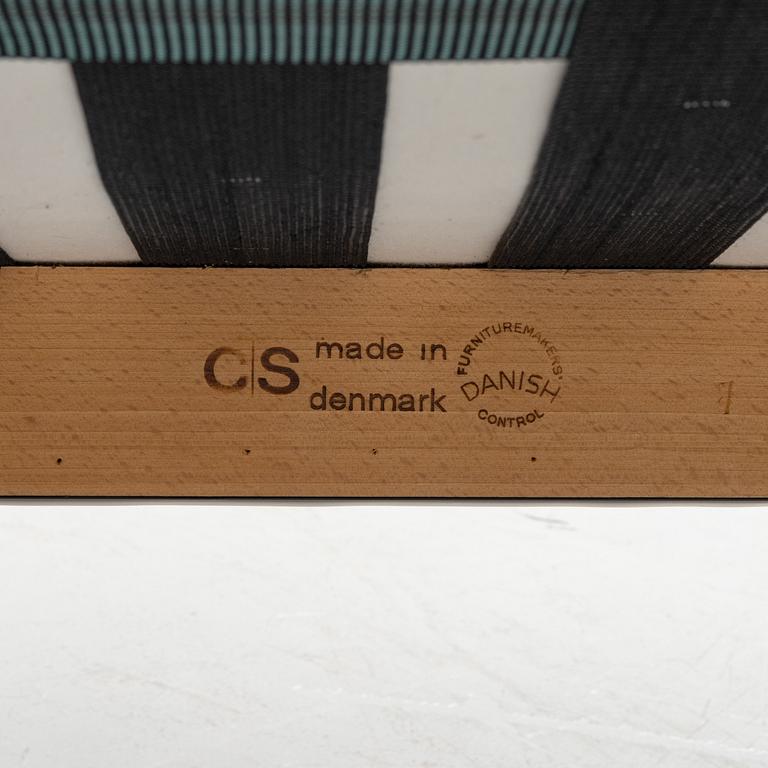 C|S
made in
denmark
FURNITUREMAKERS'
DANISH
CONTROL